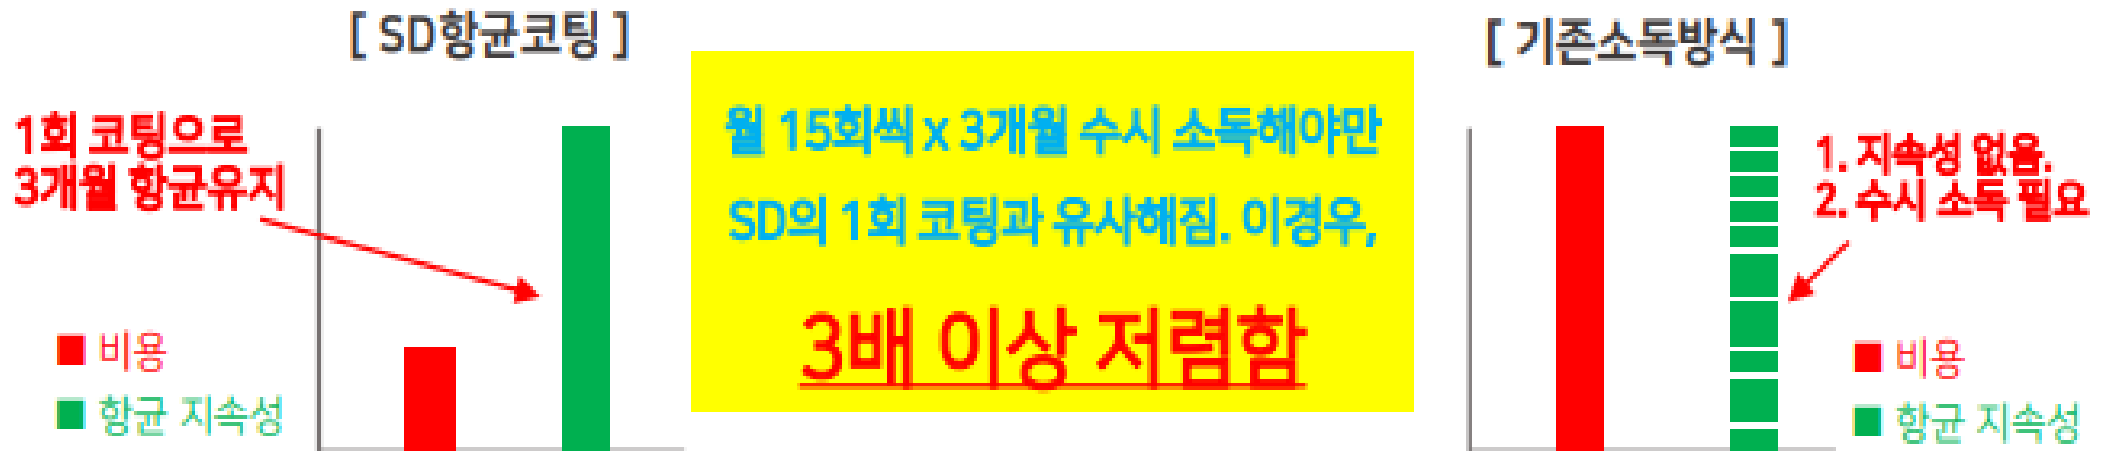 [ SD항균코팅 ]
1회 코팅으로
3개월 항균유지
■ 비용
■ 항균 지속성
월 15회씩 x 3개월 수시 소독해야만
SD의 1회 코팅과 유사해짐. 이경우,
3배 이상 저렴함
[ 기존소독방식 ]
1. 지속성 없음.
2. 수시 소독 필요
■ 비용
■ 항균 지속성